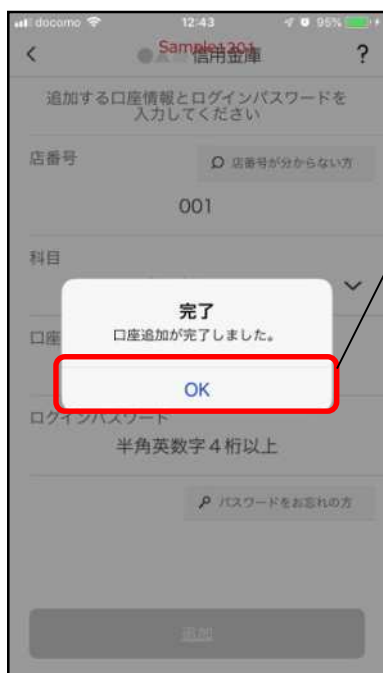 docomo 12:43 95%
Sample1201
信用金庫 ?
追加する口座情報とログインパスワードを
入力してください
店番号 店番号が分からない方
001
科目
完了
口座追加が完了しました。
口座
OK
ログインパスワード
半角英数字4桁以上
パスワードをお忘れの方
追加